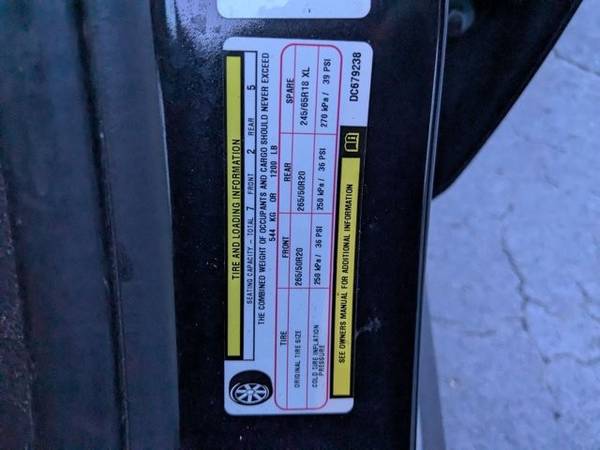 TIRE AND LOADING INFORMATION
SEATING CAPACITY - TOTAL 7 FRONT 2 REAR 5
THE COMBINED WEIGHT OF OCCUPANTS AND CARGO SHOULD NEVER EXCEED
544 KG OR 1200 LB
TIRE FRONT REAR SPARE
ORIGINAL TIRE SIZE 265/50R20 265/50R20 245/65R18 XL
COLD TIRE INFLATION PRESSURE 250 kPa / 36 PSI 250 kPa / 36 PSI 270 kPa / 39 PSI
SEE OWNERS MANUAL FOR ADDITIONAL INFORMATION
DC679238